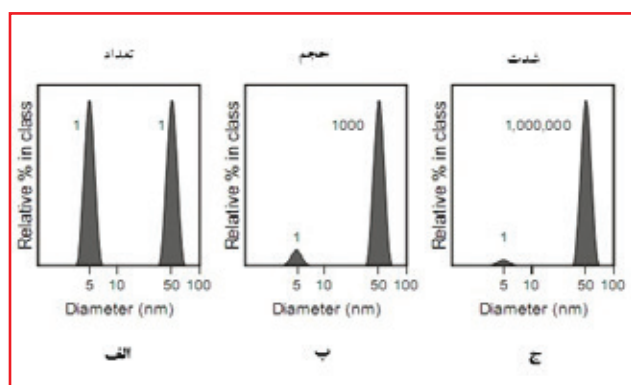 تعداد
حجم
شدت
Relative % in class
1
1
5 10 50 100
Diameter (nm)
Relative % in class
1
1000
5 10 50 100
Diameter (nm)
Relative % in class
1
1,000,000
5 10 50 100
Diameter (nm)
الف
ب
ج